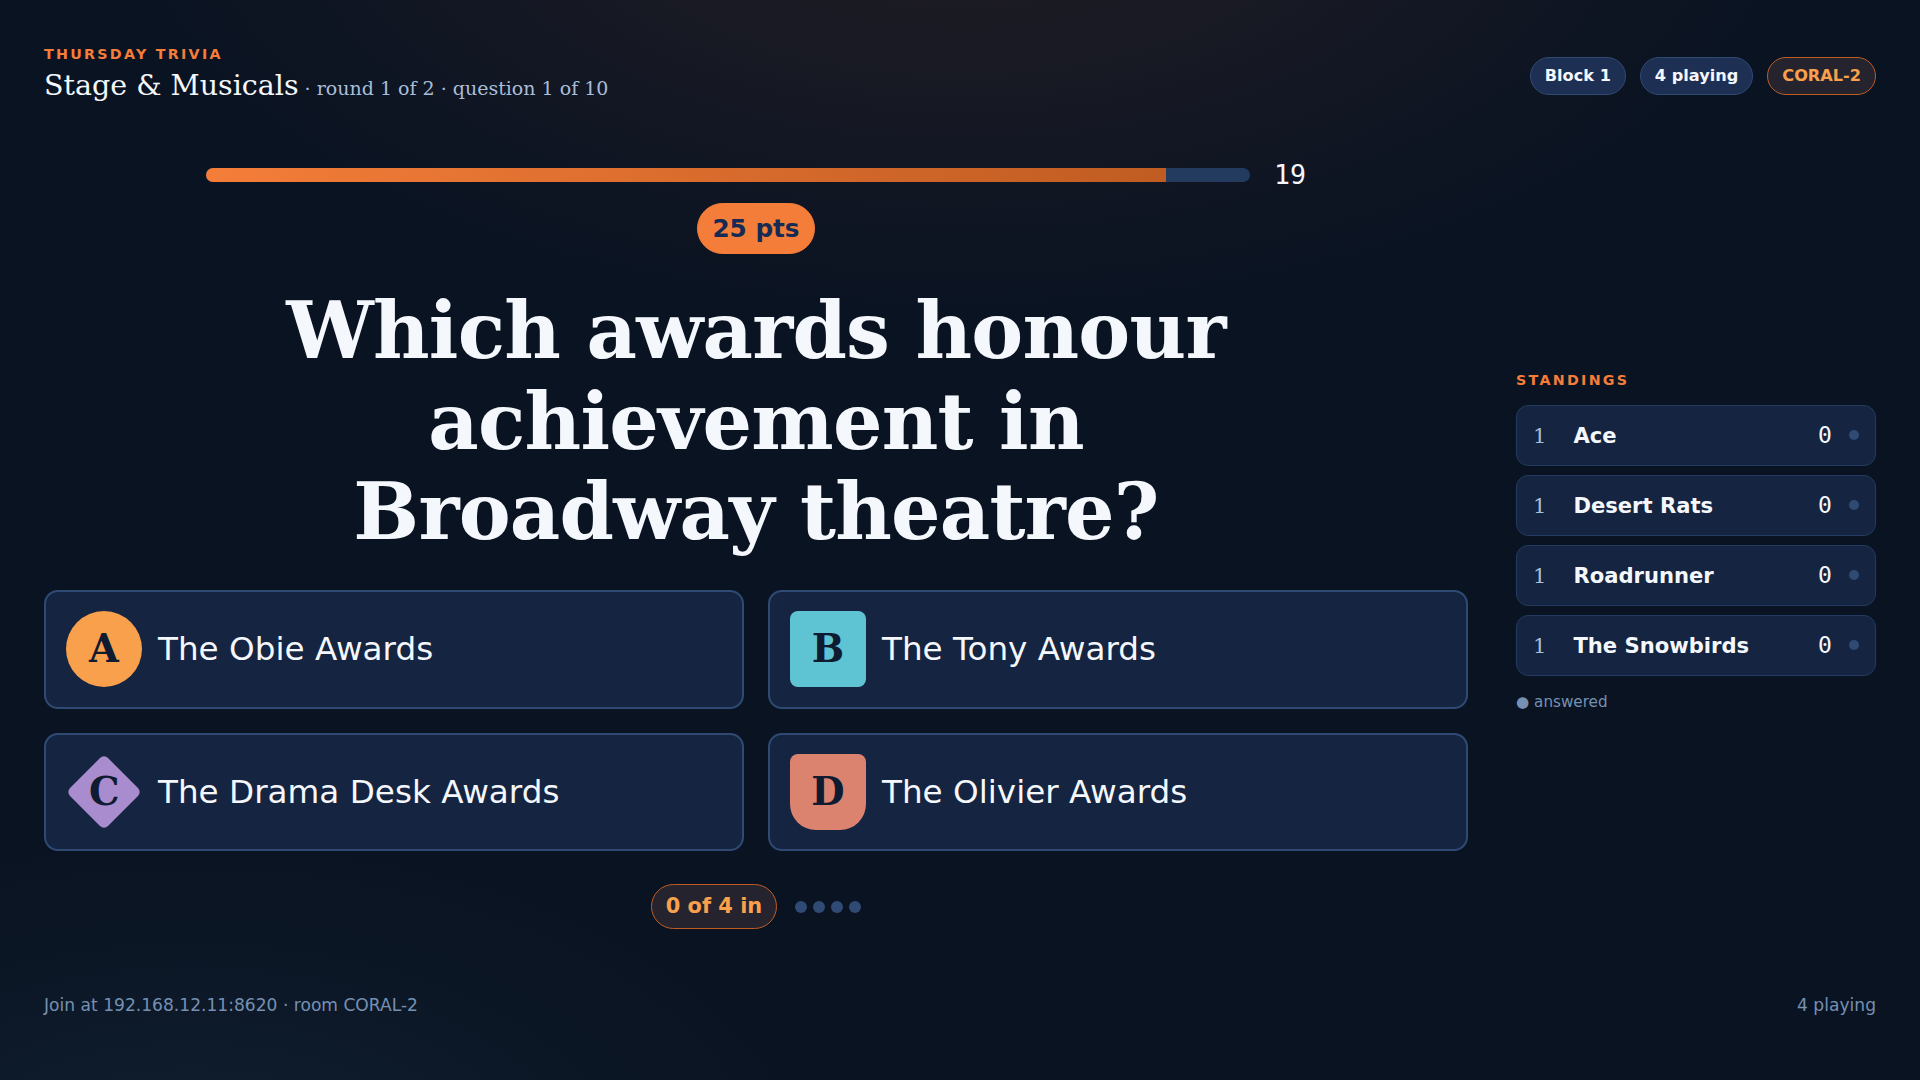 THURSDAY TRIVIA
Stage & Musicals · round 1 of 2 · question 1 of 10
Block 1
4 playing
CORAL-2
19
25 pts
Which awards honour
achievement in
Broadway theatre?
A The Obie Awards
B The Tony Awards
C The Drama Desk Awards
D The Olivier Awards
0 of 4 in
STANDINGS
1 Ace 0
1 Desert Rats 0
1 Roadrunner 0
1 The Snowbirds 0
answered
Join at 192.168.12.11:8620 · room CORAL-2
4 playing